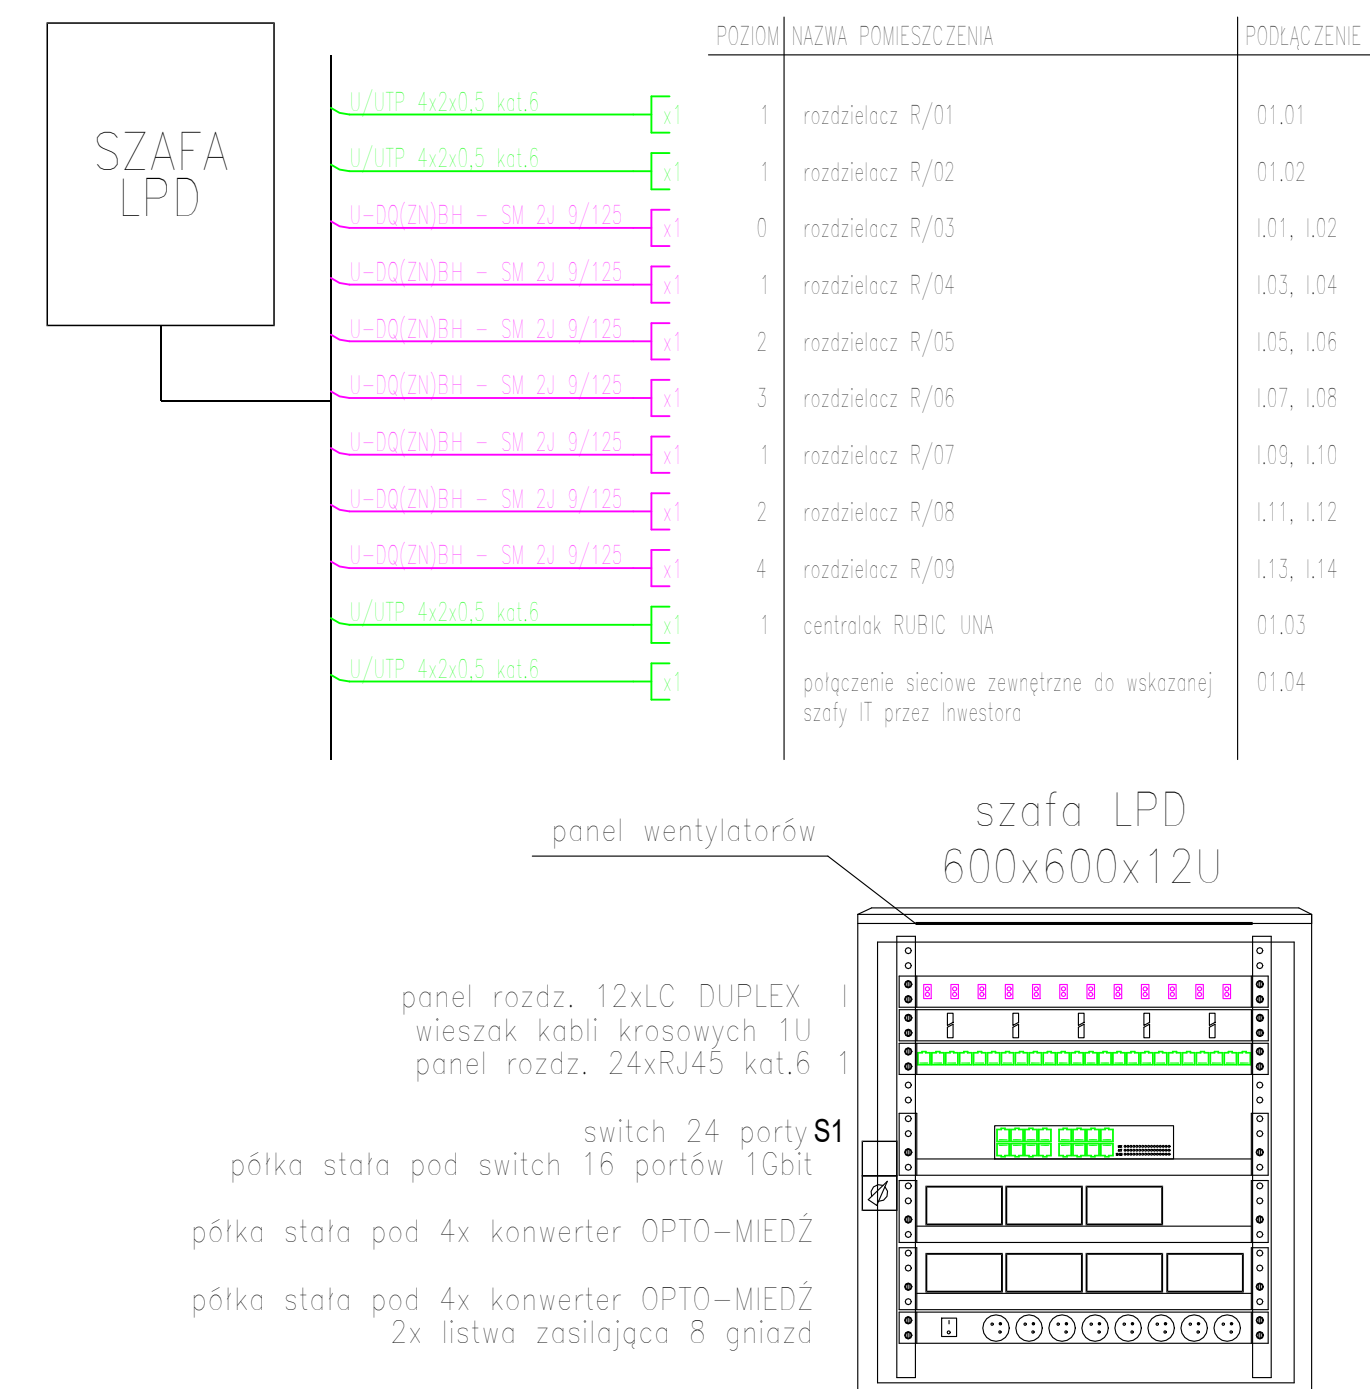 SZAFA
LPD
POZIOM NAZWA POMIESZCZENIA PODŁĄCZENIE
U/UTP 4x2x0,5 kat.6 x1 1 rozdzielacz R/01 01.01
U/UTP 4x2x0,5 kat.6 x1 1 rozdzielacz R/02 01.02
U-DQ(ZN)BH - SM 2J 9/125 x1 0 rozdzielacz R/03 I.01, I.02
U-DQ(ZN)BH - SM 2J 9/125 x1 1 rozdzielacz R/04 I.03, I.04
U-DQ(ZN)BH - SM 2J 9/125 x1 2 rozdzielacz R/05 I.05, I.06
U-DQ(ZN)BH - SM 2J 9/125 x1 3 rozdzielacz R/06 I.07, I.08
U-DQ(ZN)BH - SM 2J 9/125 x1 1 rozdzielacz R/07 I.09, I.10
U-DQ(ZN)BH - SM 2J 9/125 x1 2 rozdzielacz R/08 I.11, I.12
U-DQ(ZN)BH - SM 2J 9/125 x1 4 rozdzielacz R/09 I.13, I.14
U/UTP 4x2x0,5 kat.6 x1 1 centralak RUBIC UNA 01.03
U/UTP 4x2x0,5 kat.6 x1 połączenie sieciowe zewnętrzne do wskazanej 01.04
szafy IT przez Inwestora
szafa LPD
600x600x12U
panel wentylatorów
panel rozdz. 12xLC DUPLEX I
wieszak kabli krosowych 1U
panel rozdz. 24xRJ45 kat.6 1
switch 24 porty S1
półka stała pod switch 16 portów 1Gbit
półka stała pod 4x konwerter OPTO-MIEDŹ
półka stała pod 4x konwerter OPTO-MIEDŹ
2x listwa zasilająca 8 gniazd